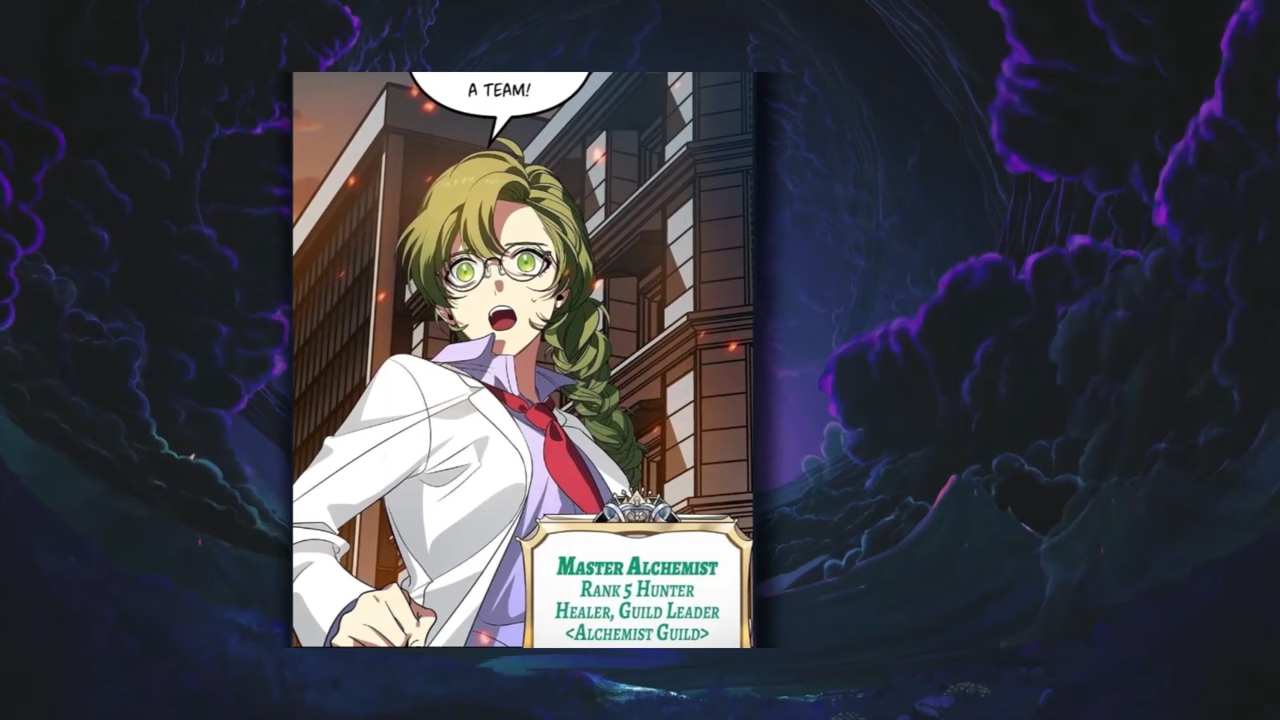 A TEAM!
MASTER ALCHEMIST
RANK 5 HUNTER
HEALER, GUILD LEADER
<ALCHEMIST GUILD>